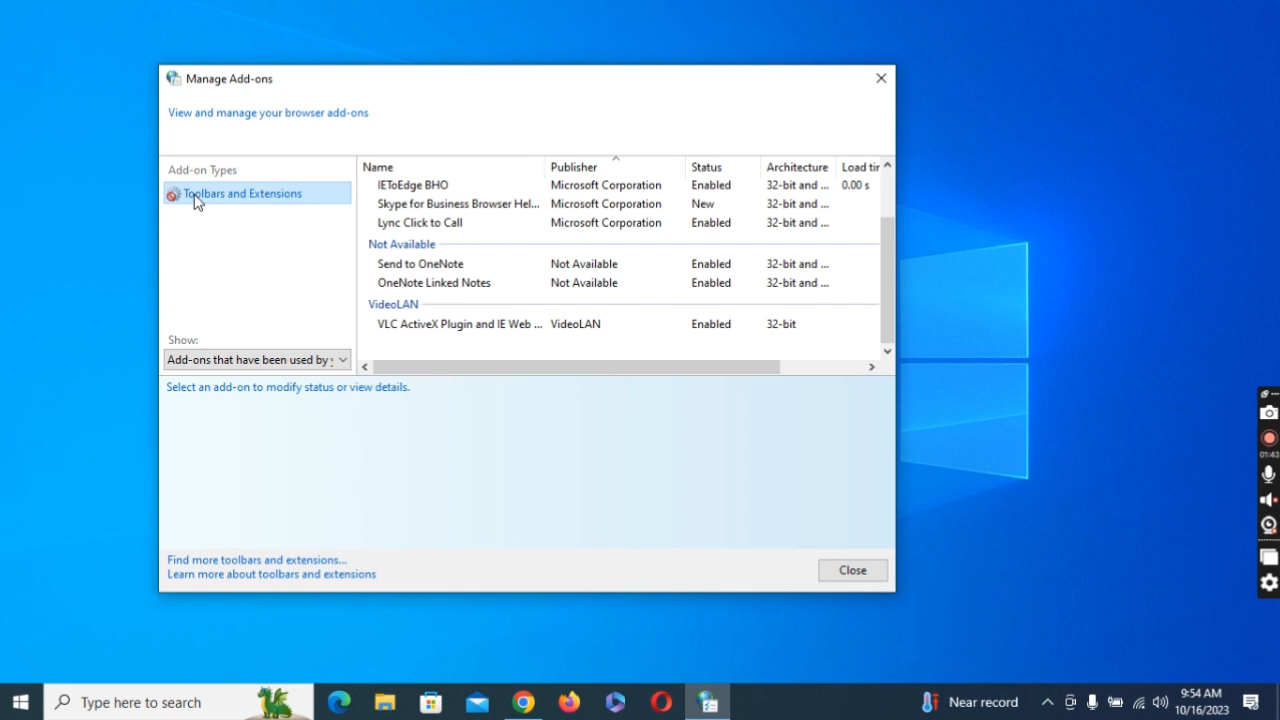 Manage Add-ons
View and manage your browser add-ons
Add-on Types
Toolbars and Extensions
Show:
Add-ons that have been used by
Name Publisher Status Architecture Load tir
IEToEdge BHO Microsoft Corporation Enabled 32-bit and ... 0.00 s
Skype for Business Browser Hel... Microsoft Corporation New 32-bit and ...
Lync Click to Call Microsoft Corporation Enabled 32-bit and ...
Not Available
Send to OneNote Not Available Enabled 32-bit and ...
OneNote Linked Notes Not Available Enabled 32-bit and ...
VideoLAN
VLC ActiveX Plugin and IE Web ... VideoLAN Enabled 32-bit
Select an add-on to modify status or view details.
Find more toolbars and extensions...
Learn more about toolbars and extensions
Close
01:43
Type here to search
Near record
9:54 AM
10/16/2023